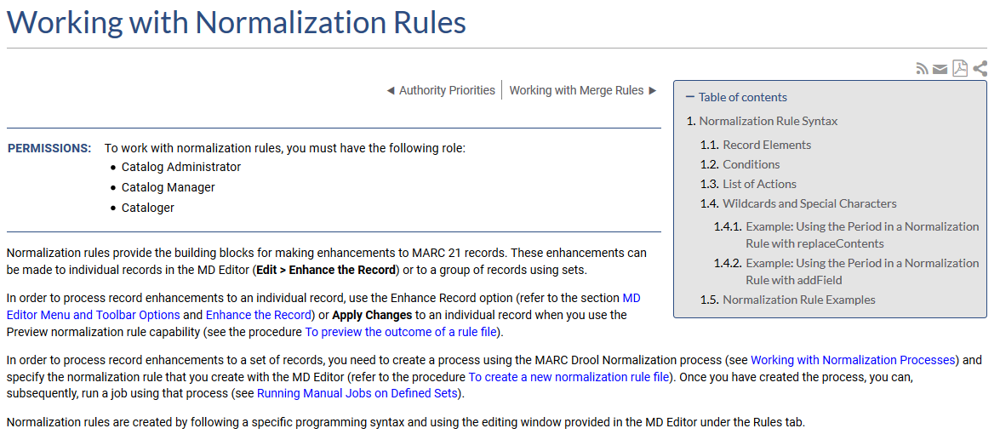 Working with Normalization Rules
◄ Authority Priorities | Working with Merge Rules ►
− Table of contents
1. Normalization Rule Syntax
1.1. Record Elements
1.2. Conditions
1.3. List of Actions
1.4. Wildcards and Special Characters
1.4.1. Example: Using the Period in a Normalization
Rule with replaceContents
1.4.2. Example: Using the Period in a Normalization
Rule with addField
1.5. Normalization Rule Examples
PERMISSIONS: To work with normalization rules, you must have the following role:
• Catalog Administrator
• Catalog Manager
• Cataloger
Normalization rules provide the building blocks for making enhancements to MARC 21 records. These enhancements can
be made to individual records in the MD Editor (Edit > Enhance the Record) or to a group of records using sets.
In order to process record enhancements to an individual record, use the Enhance Record option (refer to the section MD
Editor Menu and Toolbar Options and Enhance the Record) or Apply Changes to an individual record when you use the
Preview normalization rule capability (see the procedure To preview the outcome of a rule file).
In order to process record enhancements to a set of records, you need to create a process using the MARC Drool Normalization process (see Working with Normalization Processes) and
specify the normalization rule that you create with the MD Editor (refer to the procedure To create a new normalization rule file). Once you have created the process, you can,
subsequently, run a job using that process (see Running Manual Jobs on Defined Sets).
Normalization rules are created by following a specific programming syntax and using the editing window provided in the MD Editor under the Rules tab.